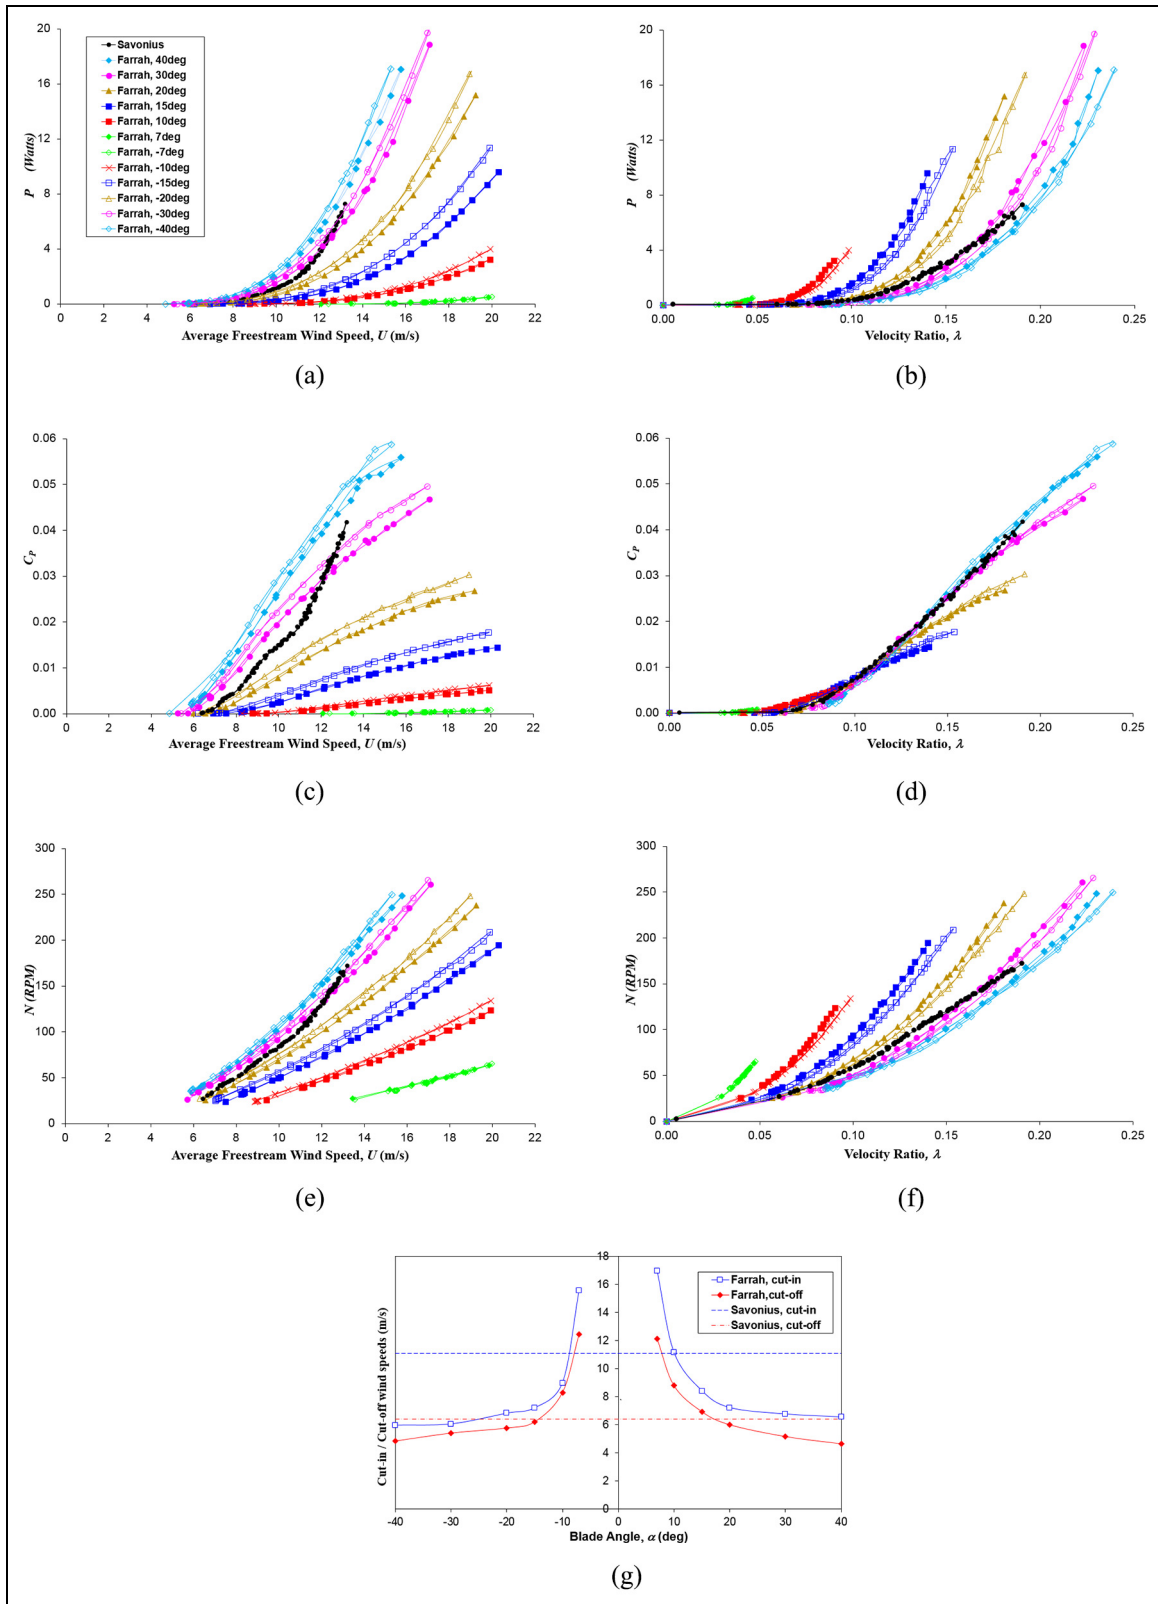 20
16
12
8
4
0
P (Watts)
Savonius
Farrah, 40deg
Farrah, 30deg
Farrah, 20deg
Farrah, 15deg
Farrah, 10deg
Farrah, 7deg
Farrah, -7deg
Farrah, -10deg
Farrah, -15deg
Farrah, -20deg
Farrah, -30deg
Farrah, -40deg
0 2 4 6 8 10 12 14 16 18 20 22
Average Freestream Wind Speed, U (m/s)
(a)
20
16
12
8
4
0
P (Watts)
0.00 0.05 0.10 0.15 0.20 0.25
Velocity Ratio, λ
(b)
0.06
0.05
0.04
0.03
0.02
0.01
0.00
CP
0 2 4 6 8 10 12 14 16 18 20 22
Average Freestream Wind Speed, U (m/s)
(c)
0.06
0.05
0.04
0.03
0.02
0.01
0.00
CP
0.00 0.05 0.10 0.15 0.20 0.25
Velocity Ratio, λ
(d)
300
250
200
150
100
50
0
N (RPM)
0 2 4 6 8 10 12 14 16 18 20 22
Average Freestream Wind Speed, U (m/s)
(e)
300
250
200
150
100
50
0
N (RPM)
0.00 0.05 0.10 0.15 0.20 0.25
Velocity Ratio, λ
(f)
18
16
14
12
10
8
6
4
2
0
Cut-in / Cut-off wind speeds (m/s)
Farrah, cut-in
Farrah,cut-off
Savonius, cut-in
Savonius, cut-off
-40 -30 -20 -10 0 10 20 30 40
Blade Angle, α (deg)
(g)